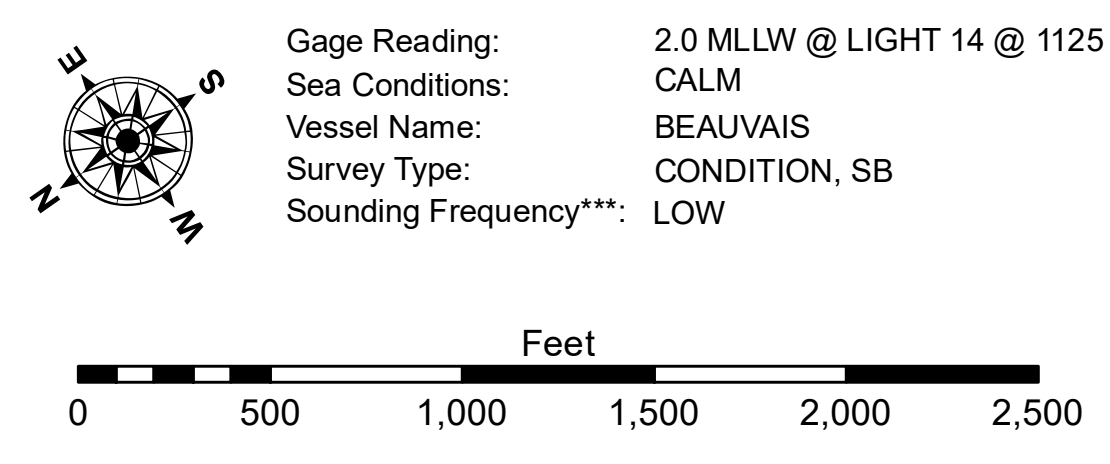 E
S
N
W
Gage Reading: 2.0 MLLW @ LIGHT 14 @ 1125
Sea Conditions: CALM
Vessel Name: BEAUVAIS
Survey Type: CONDITION, SB
Sounding Frequency***: LOW
Feet
0 500 1,000 1,500 2,000 2,500